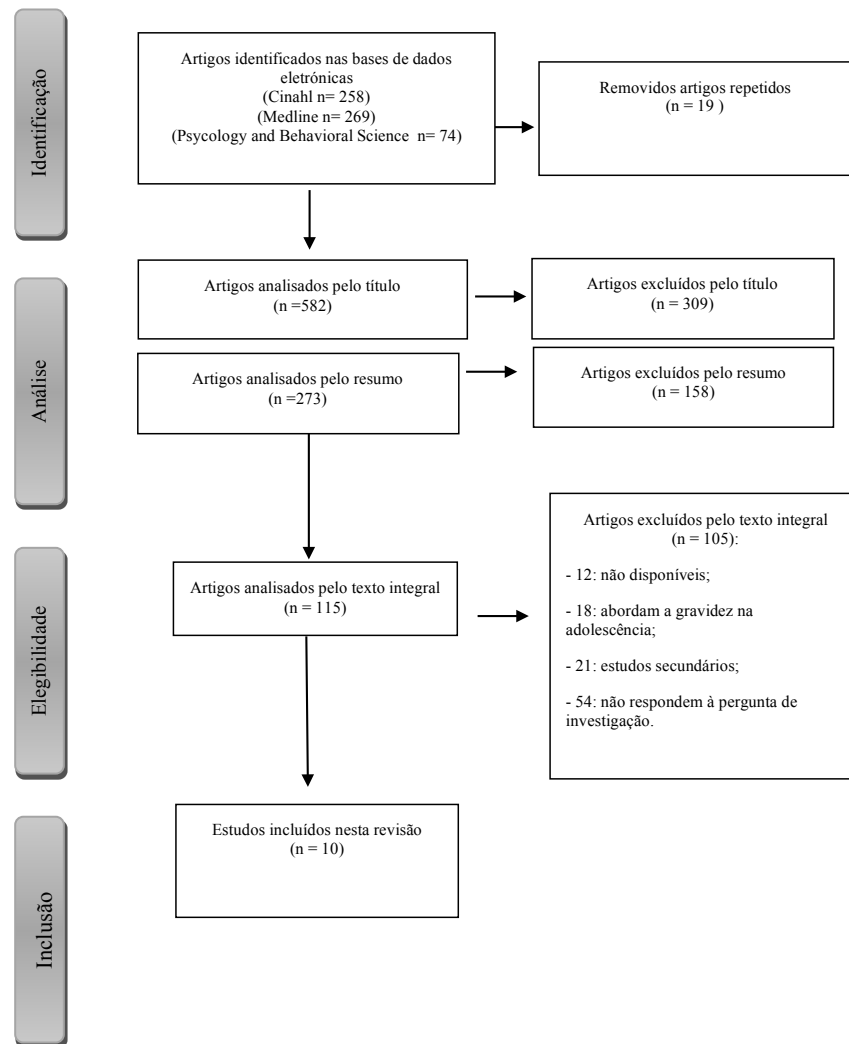 Identificação
Artigos identificados nas bases de dados
eletrónicas
(Cinahl n= 258)
(Medline n= 269)
(Psycology and Behavioral Science n= 74)
Removidos artigos repetidos
(n = 19 )
Análise
Artigos analisados pelo título
(n =582)
Artigos excluídos pelo título
(n = 309)
Artigos analisados pelo resumo
(n =273)
Artigos excluídos pelo resumo
(n = 158)
Elegibilidade
Artigos analisados pelo texto integral
(n = 115)
Artigos excluídos pelo texto integral
(n = 105):
- 12: não disponíveis;
- 18: abordam a gravidez na
adolescência;
- 21: estudos secundários;
- 54: não respondem à pergunta de
investigação.
Inclusão
Estudos incluídos nesta revisão
(n = 10)